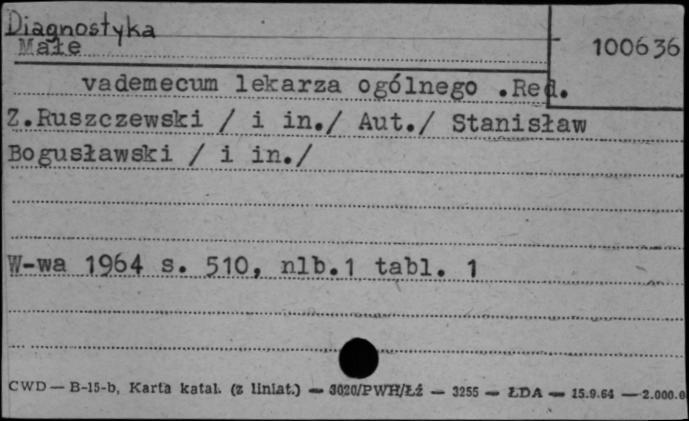 Diagnostyka
Małe
100636
vademecum lekarza ogólnego .Red.
Z.Ruszczewski / i in./ Aut./ Stanisław
Bogusławski / i in./
W-wa 1964 s. 510, nlb.1 tabl. 1
CWD — B-15-b, Karta katal. (z liniat.) — 3020/PWH/Łź — 3255 — ŁDA — 15.9.64 — 2.000.0